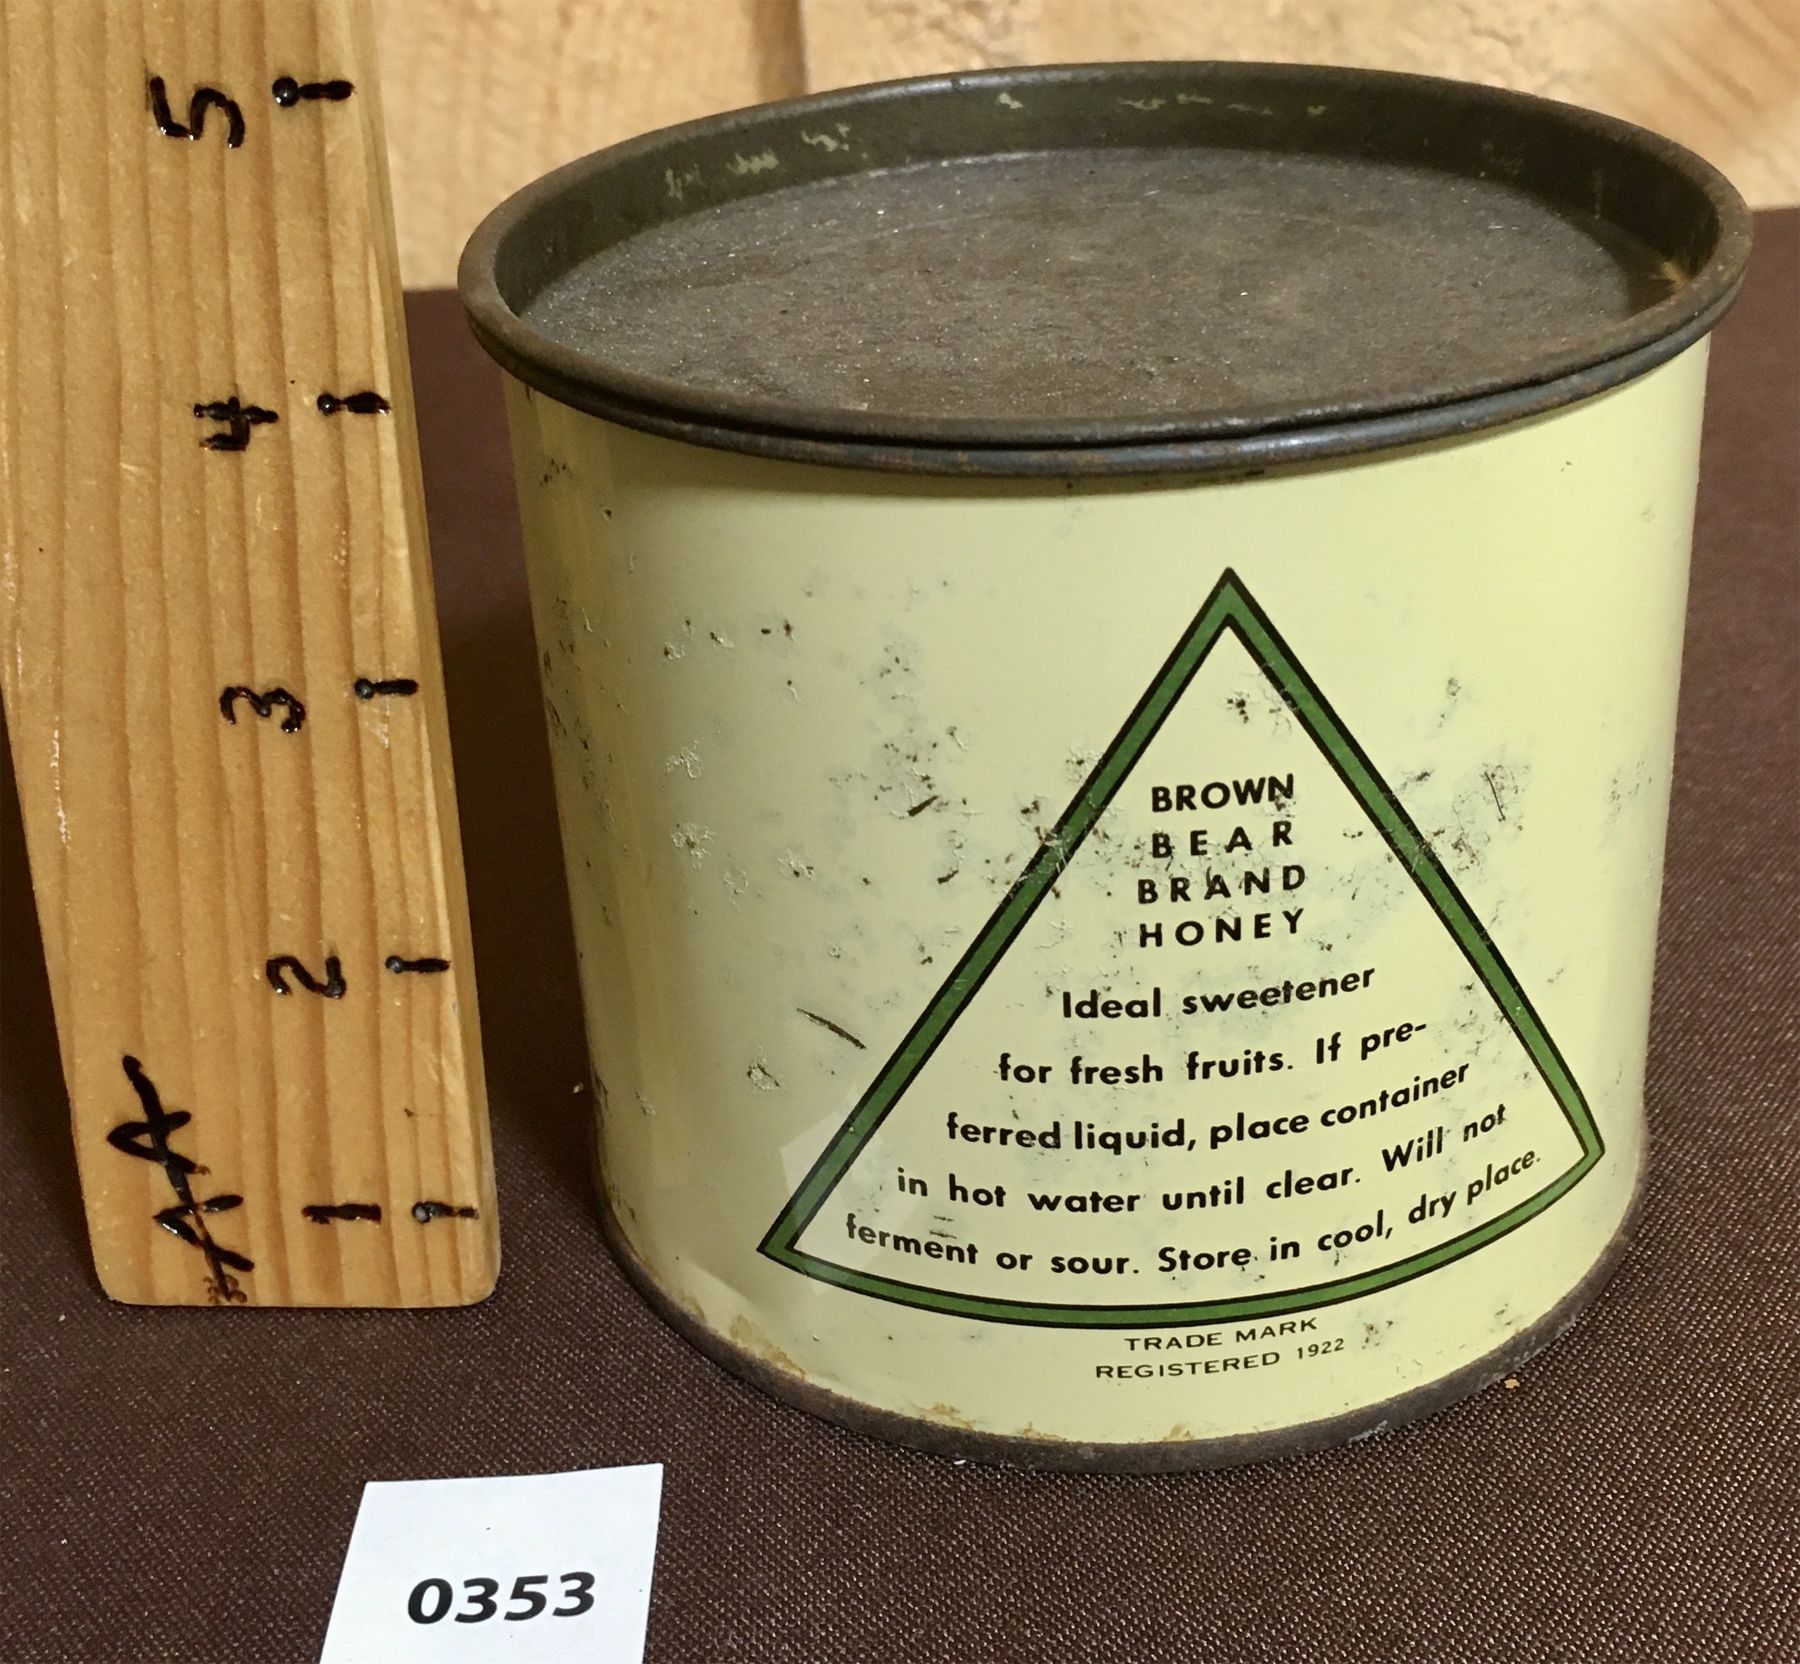 5
4
3
2
1
AA
BROWN
BEAR
BRAND
HONEY
Ideal sweetener
for fresh fruits. If pre-
ferred liquid, place container
in hot water until clear. Will not
ferment or sour. Store in cool, dry place.
TRADE MARK
REGISTERED 1922
0353